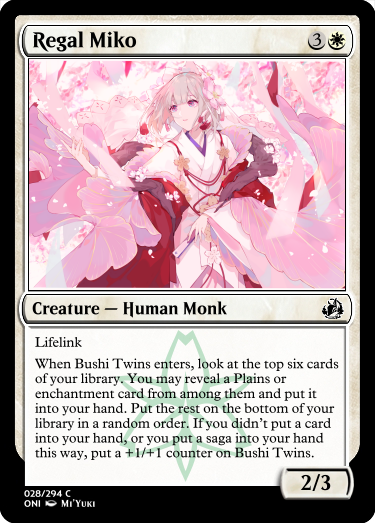 Regal Miko 3
Creature — Human Monk
Lifelink
When Bushi Twins enters, look at the top six cards
of your library. You may reveal a Plains or
enchantment card from among them and put it
into your hand. Put the rest on the bottom of your
library in a random order. If you didn't put a card
into your hand, or you put a saga into your hand
this way, put a +1/+1 counter on Bushi Twins.
2/3
028/294 C
ONI Mi'Yuki